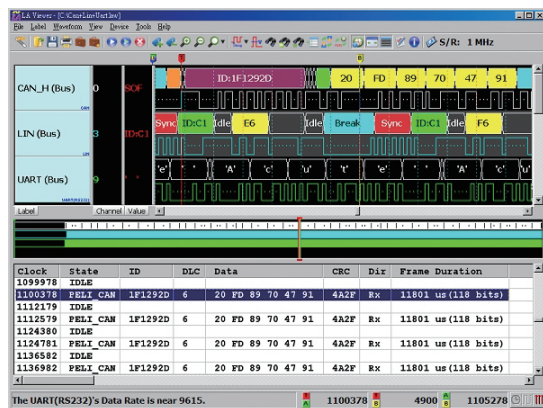 LA Viewer - [C:\Can+Lin+Uart.law]
File Label Waveform View Device Tools Help
S/R: 1 MHz
CAN_H (Bus) 0 SOF ID:1F1292D 20 FD 89 70 47 91
CAN
LIN (Bus) 3 ID:C1 Sync ID:C1 Idle E6 Idle Break Sync ID:C1 Idle F6
LIN
UART (Bus) 9 ' ' 'e' ' ' 'A' 'c' 'u' 't' 'e' ' ' 'A' 'c' 'u'
UART(RS232)
Label Channel Value
Clock State ID DLC Data CRC Dir Frame Duration
1099978 IDLE
1100378 PELI_CAN 1F1292D 6 20 FD 89 70 47 91 4A2F Rx 11801 us(118 bits)
1112179 IDLE
1112579 PELI_CAN 1F1292D 6 20 FD 89 70 47 91 4A2F Rx 11801 us(118 bits)
1124380 IDLE
1124781 PELI_CAN 1F1292D 6 20 FD 89 70 47 91 4A2F Rx 11801 us(118 bits)
1136582 IDLE
1136982 PELI_CAN 1F1292D 6 20 FD 89 70 47 91 4A2F Rx 11801 us(118 bits)
The UART(RS232)'s Data Rate is near 9615. T A 1100378 T B 4900 A B 1105278